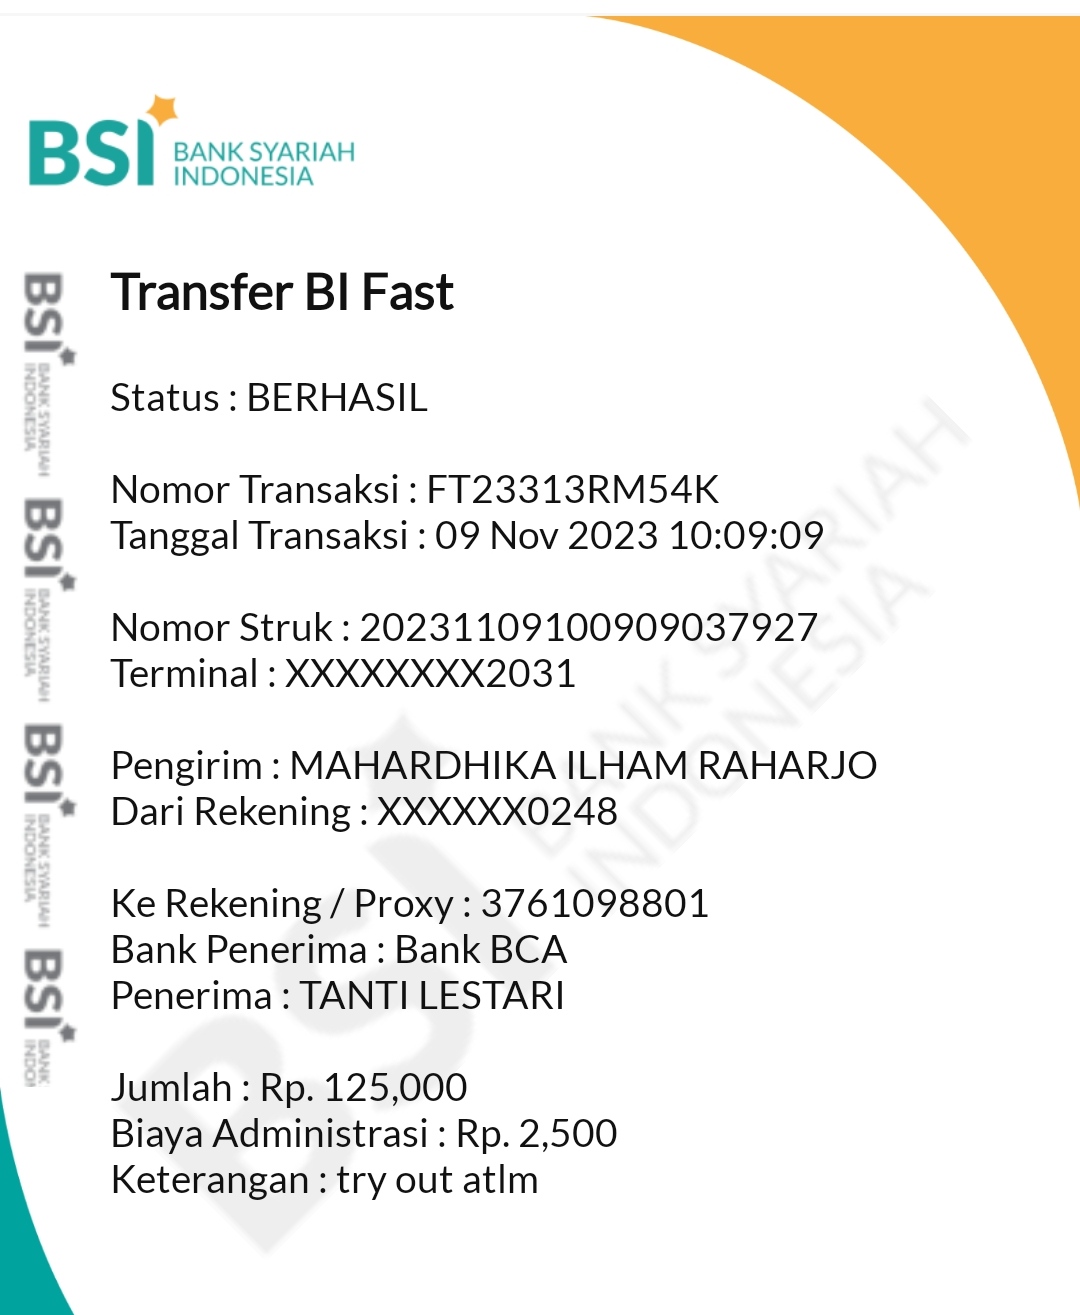 BSI BANK SYARIAH
INDONESIA
Transfer BI Fast
Status : BERHASIL
Nomor Transaksi : FT23313RM54K
Tanggal Transaksi : 09 Nov 2023 10:09:09
Nomor Struk : 20231109100909037927
Terminal : XXXXXXXX2031
Pengirim : MAHARDHIKA ILHAM RAHARJO
Dari Rekening : XXXXXX0248
Ke Rekening / Proxy : 3761098801
Bank Penerima : Bank BCA
Penerima : TANTI LESTARI
Jumlah : Rp. 125,000
Biaya Administrasi : Rp. 2,500
Keterangan : try out atlm
BSI BANK SYARIAH
INDONESIA
BSI BANK SYARIAH
INDONESIA
BSI BANK SYARIAH
INDONESIA
BSI BANK
INDO
BSI BANK SYARIAH
INDONESIA